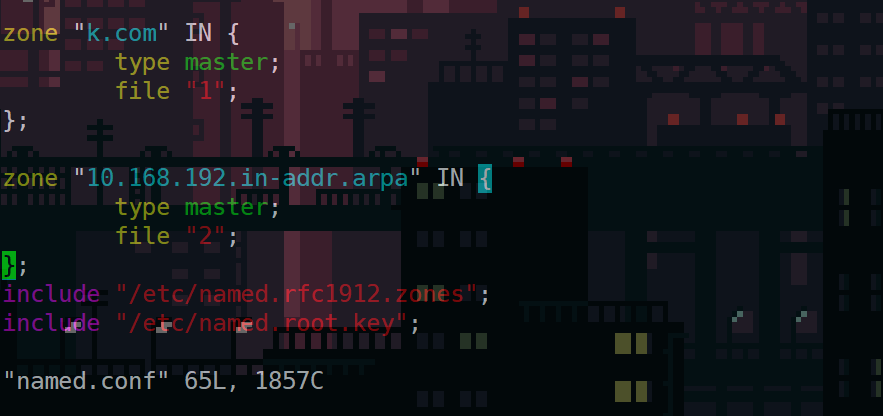 zone "k.com" IN {
        type master;
        file "1";
};
zone "10.168.192.in-addr.arpa" IN {
        type master;
        file "2";
};
include "/etc/named.rfc1912.zones";
include "/etc/named.root.key";
"named.conf" 65L, 1857C